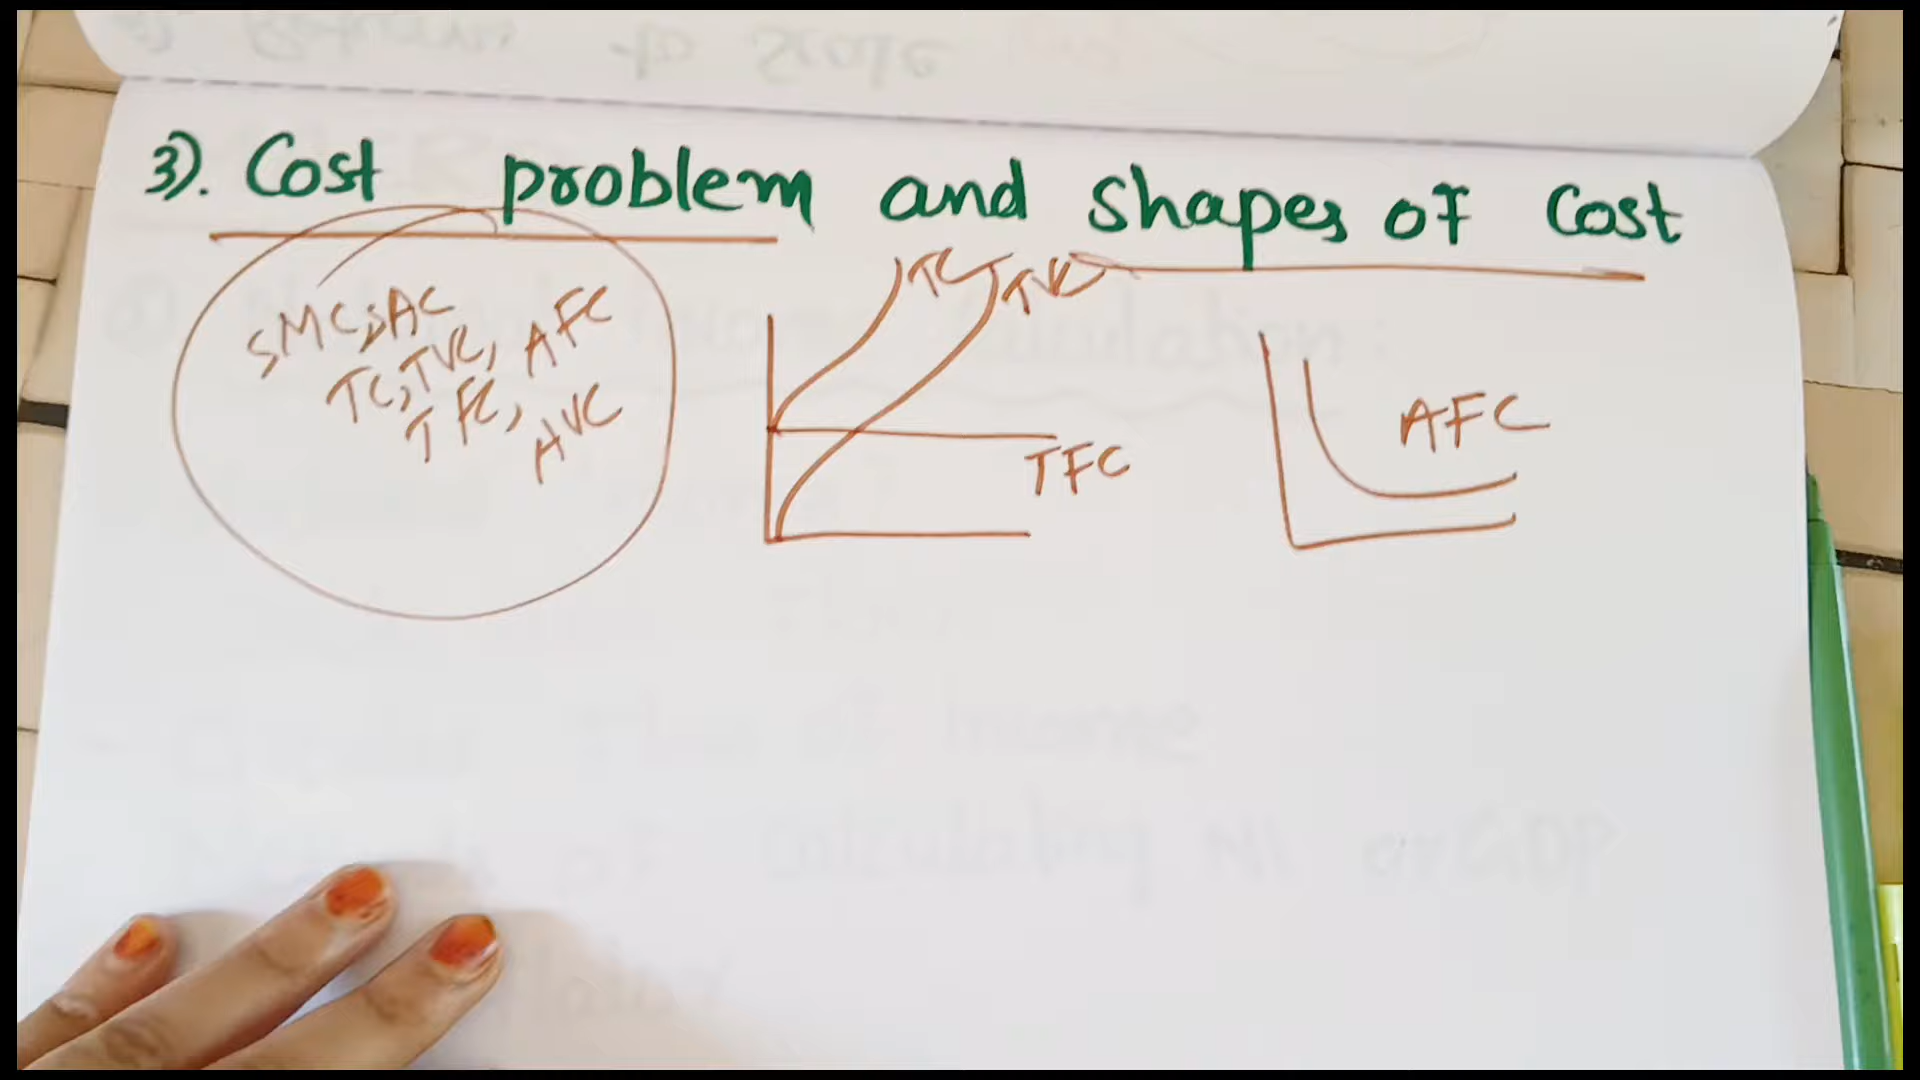 3). Cost problem and shapes of Cost
SMC, SAC
TC, TVC, AFC
TFC, AVC
TC
TVC
TFC
AFC